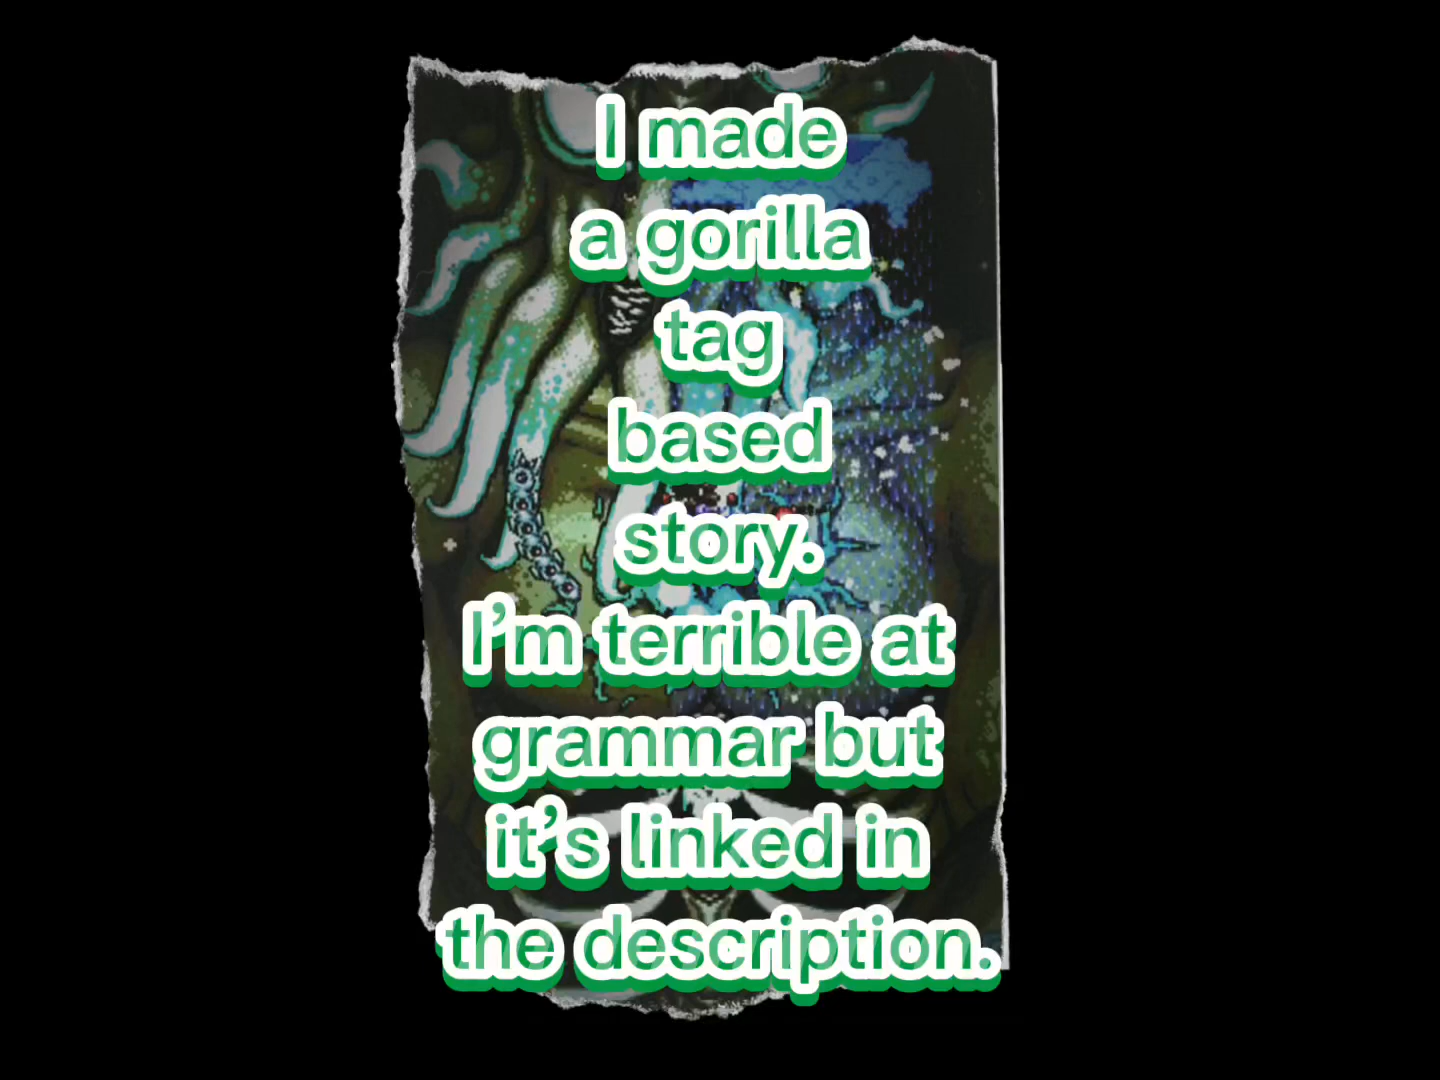 I made
a gorilla
tag
based
story.
I’m terrible at
grammar but
it’s linked in
the description.